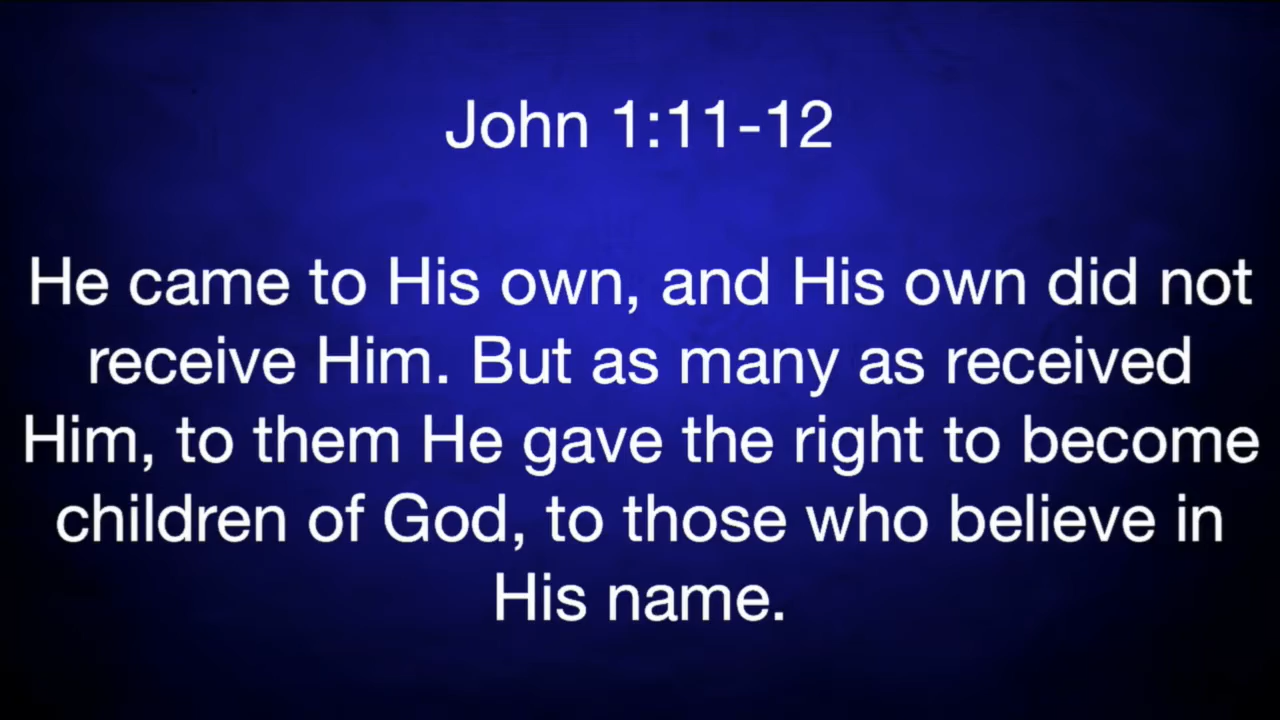 John 1:11-12
He came to His own, and His own did not
receive Him. But as many as received
Him, to them He gave the right to become
children of God, to those who believe in
His name.